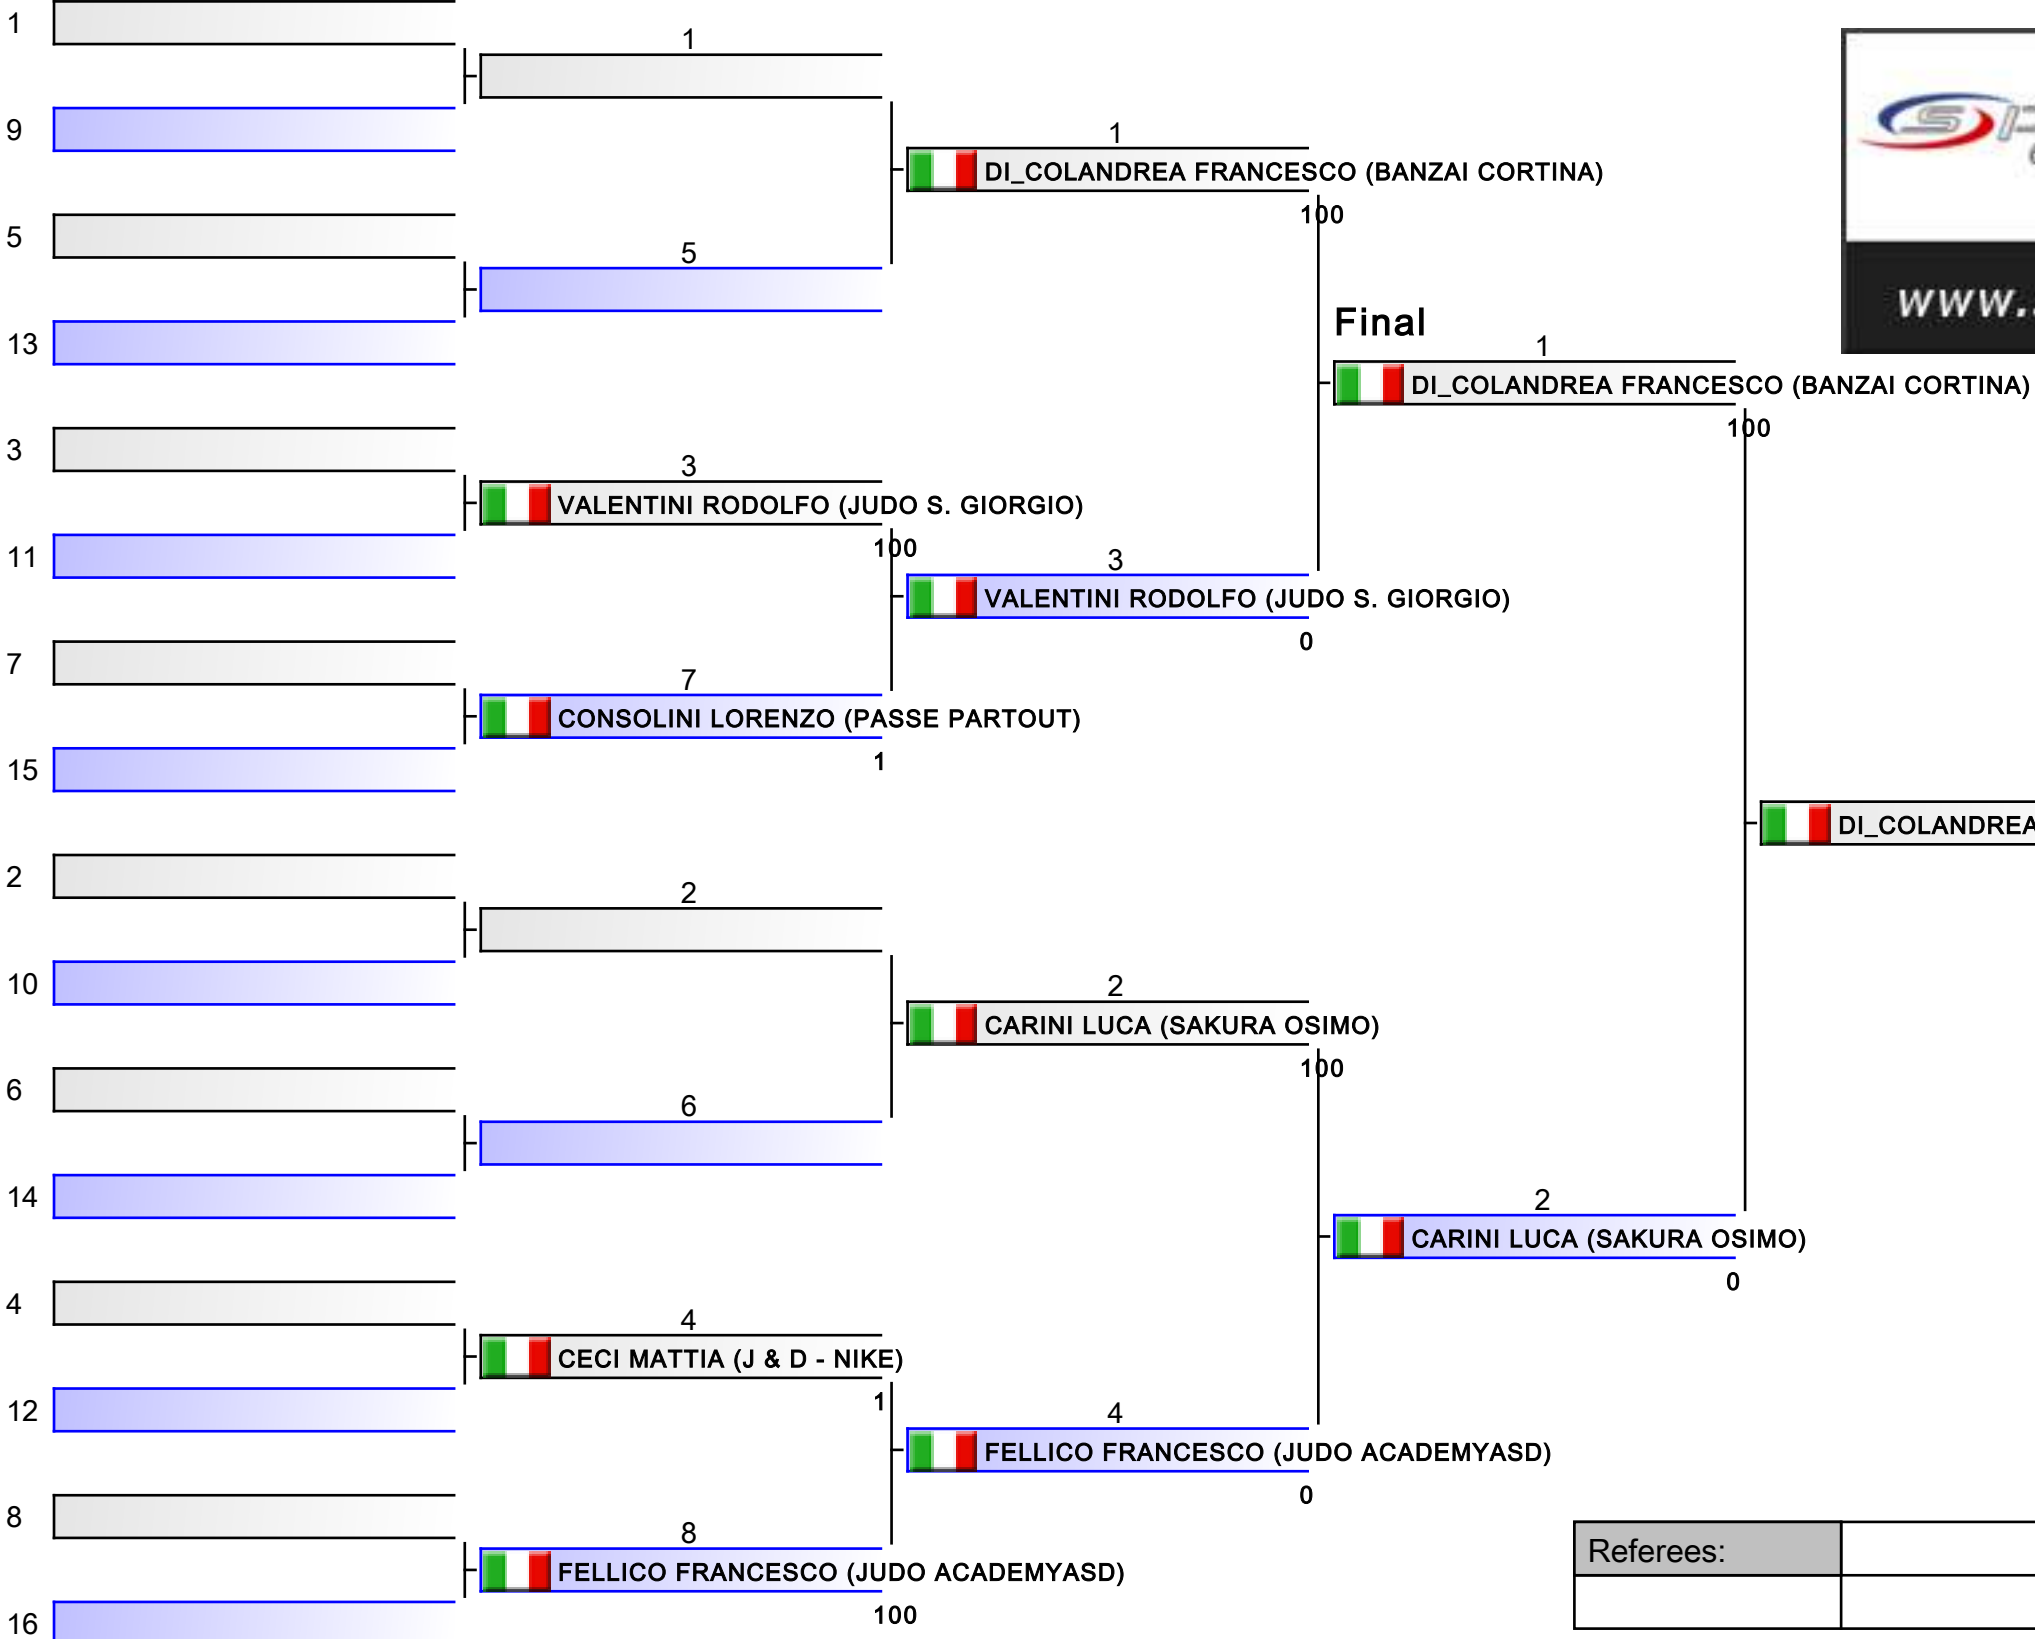 1
1
9
1
DI_COLANDREA FRANCESCO (BANZAI CORTINA)
100
5
5
13
Final
1
DI_COLANDREA FRANCESCO (BANZAI CORTINA)
100
3
3
VALENTINI RODOLFO (JUDO S. GIORGIO)
100
11
3
VALENTINI RODOLFO (JUDO S. GIORGIO)
0
7
7
CONSOLINI LORENZO (PASSE PARTOUT)
1
15
DI_COLANDREA
2
2
10
2
CARINI LUCA (SAKURA OSIMO)
100
6
6
14
2
CARINI LUCA (SAKURA OSIMO)
0
4
4
CECI MATTIA (J & D - NIKE)
1
12
4
FELLICO FRANCESCO (JUDO ACADEMYASD)
0
8
8
FELLICO FRANCESCO (JUDO ACADEMYASD)
100
16
Referees:
www.